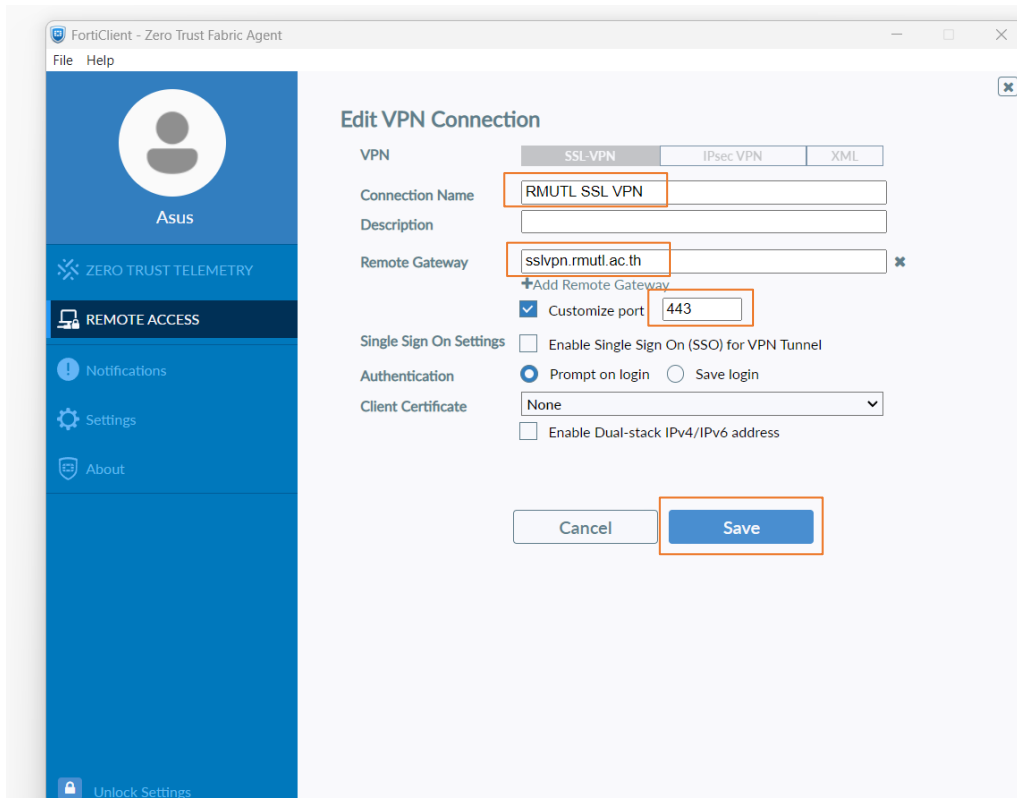 FortiClient - Zero Trust Fabric Agent
File Help
Asus
ZERO TRUST TELEMETRY
REMOTE ACCESS
Notifications
Settings
About
Unlock Settings
Edit VPN Connection
VPN SSL-VPN IPsec VPN XML
Connection Name RMUTL SSL VPN
Description
Remote Gateway sslvpn.rmutl.ac.th
+Add Remote Gateway
Customize port 443
Single Sign On Settings Enable Single Sign On (SSO) for VPN Tunnel
Authentication Prompt on login Save login
Client Certificate None
Enable Dual-stack IPv4/IPv6 address
Cancel Save